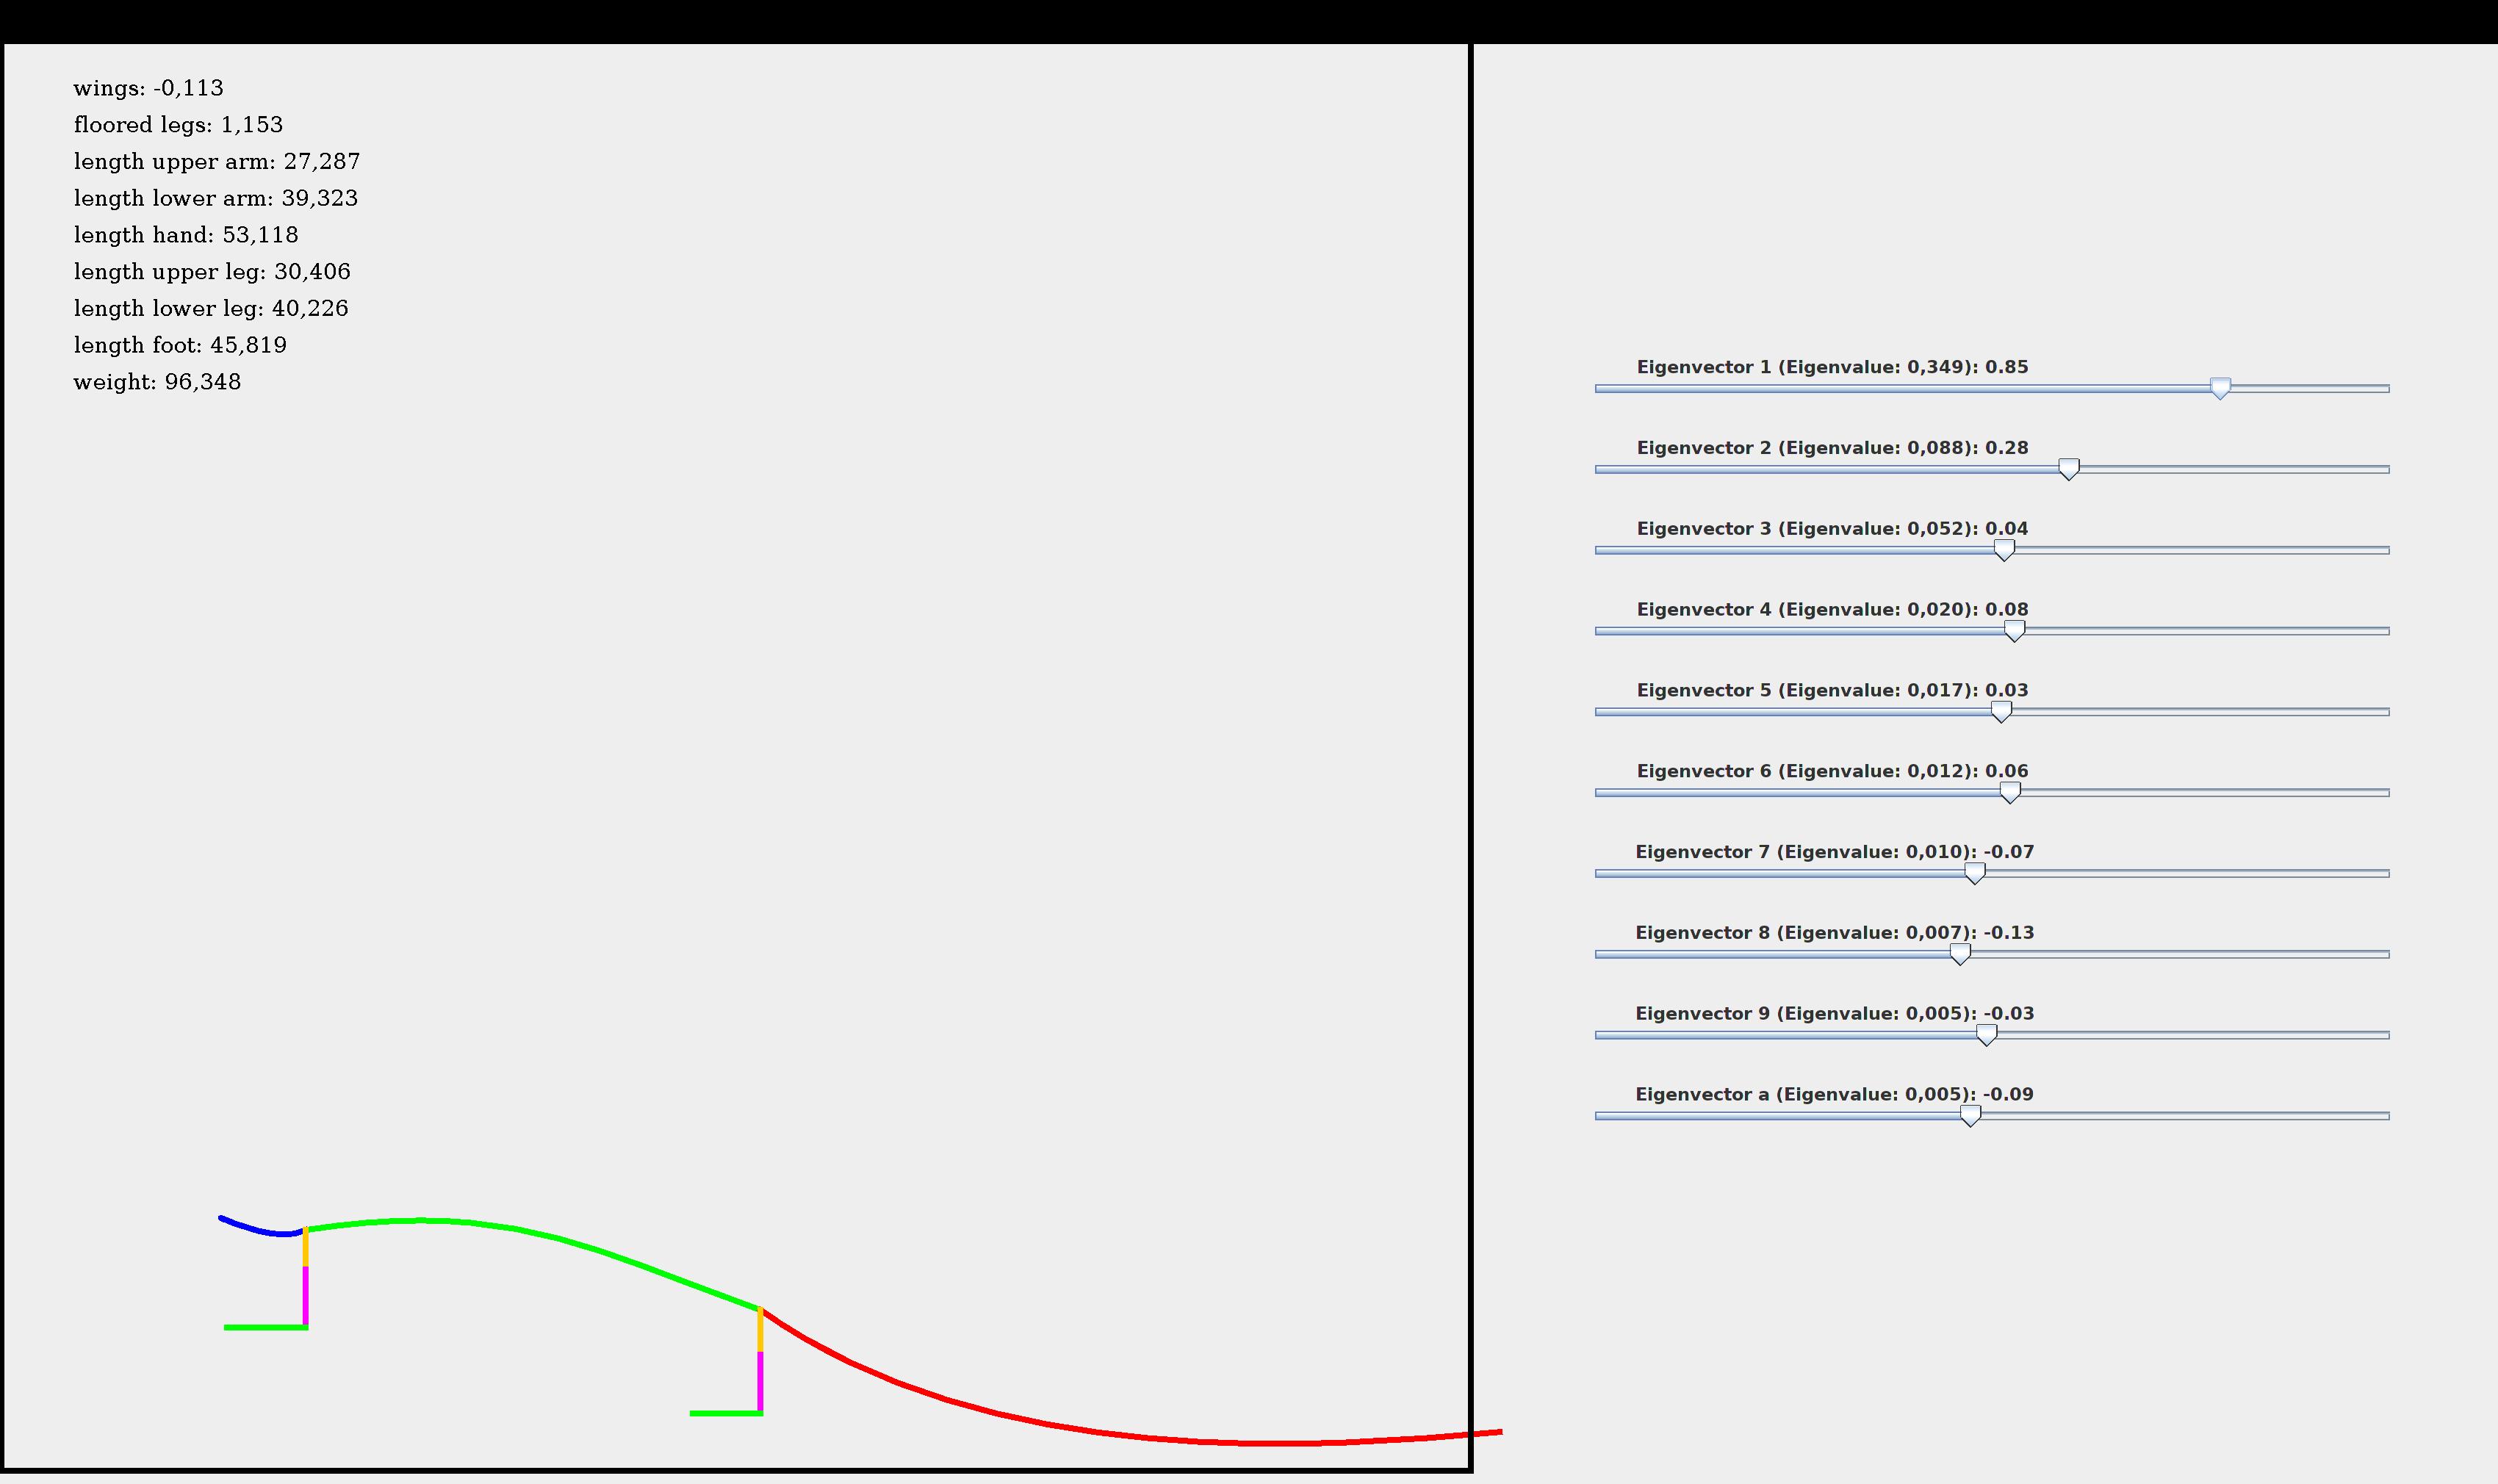 wings: -0,113
floored legs: 1,153
length upper arm: 27,287
length lower arm: 39,323
length hand: 53,118
length upper leg: 30,406
length lower leg: 40,226
length foot: 45,819
weight: 96,348
Eigenvector 1 (Eigenvalue: 0,349): 0.85
Eigenvector 2 (Eigenvalue: 0,088): 0.28
Eigenvector 3 (Eigenvalue: 0,052): 0.04
Eigenvector 4 (Eigenvalue: 0,020): 0.08
Eigenvector 5 (Eigenvalue: 0,017): 0.03
Eigenvector 6 (Eigenvalue: 0,012): 0.06
Eigenvector 7 (Eigenvalue: 0,010): -0.07
Eigenvector 8 (Eigenvalue: 0,007): -0.13
Eigenvector 9 (Eigenvalue: 0,005): -0.03
Eigenvector a (Eigenvalue: 0,005): -0.09